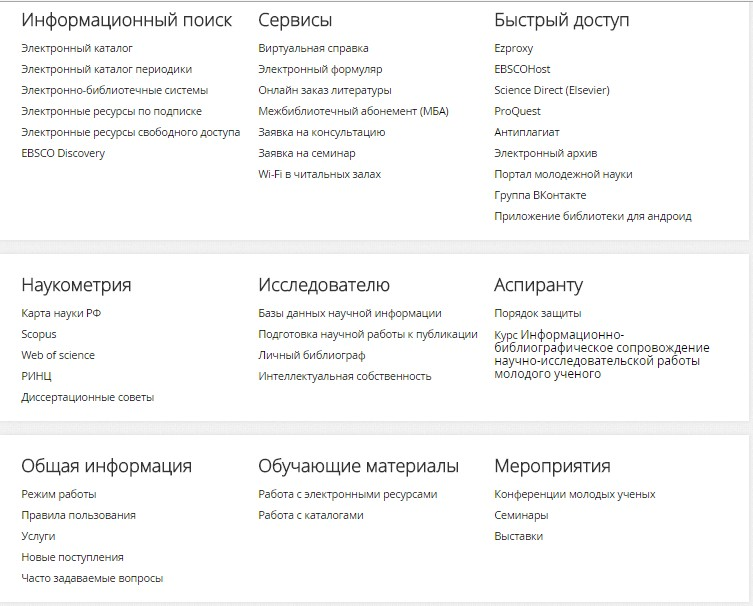 Информационный поиск
Электронный каталог
Электронный каталог периодики
Электронно-библиотечные системы
Электронные ресурсы по подписке
Электронные ресурсы свободного доступа
EBSCO Discovery
Сервисы
Виртуальная справка
Электронный формуляр
Онлайн заказ литературы
Межбиблиотечный абонемент (МБА)
Заявка на консультацию
Заявка на семинар
Wi-Fi в читальных залах
Быстрый доступ
Ezproxy
EBSCOHost
Science Direct (Elsevier)
ProQuest
Антиплагиат
Электронный архив
Портал молодежной науки
Группа ВКонтакте
Приложение библиотеки для андроид
Наукометрия
Карта науки РФ
Scopus
Web of science
РИНЦ
Диссертационные советы
Исследователю
Базы данных научной информации
Подготовка научной работы к публикации
Личный библиограф
Интеллектуальная собственность
Аспиранту
Порядок защиты
Курс Информационно-
библиографическое сопровождение
научно-исследовательской работы
молодого ученого
Общая информация
Режим работы
Правила пользования
Услуги
Новые поступления
Часто задаваемые вопросы
Обучающие материалы
Работа с электронными ресурсами
Работа с каталогами
Мероприятия
Конференции молодых ученых
Семинары
Выставки